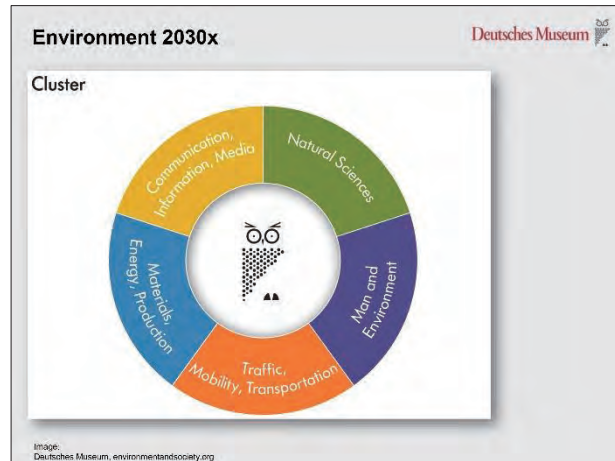 Environment 2030x
Deutsches Museum
Cluster
Communication,
Information, Media
Natural Sciences
Man and
Environment
Traffic,
Mobility, Transportation
Materials,
Energy, Production
Image:
Deutsches Museum, environmentandsociety.org